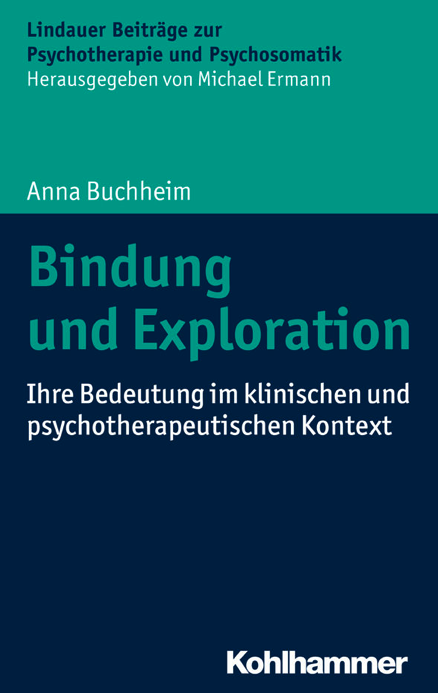 Lindauer Beiträge zur
Psychotherapie und Psychosomatik
Herausgegeben von Michael Ermann
Anna Buchheim
Bindung
und Exploration
Ihre Bedeutung im klinischen und
psychotherapeutischen Kontext
Kohlhammer